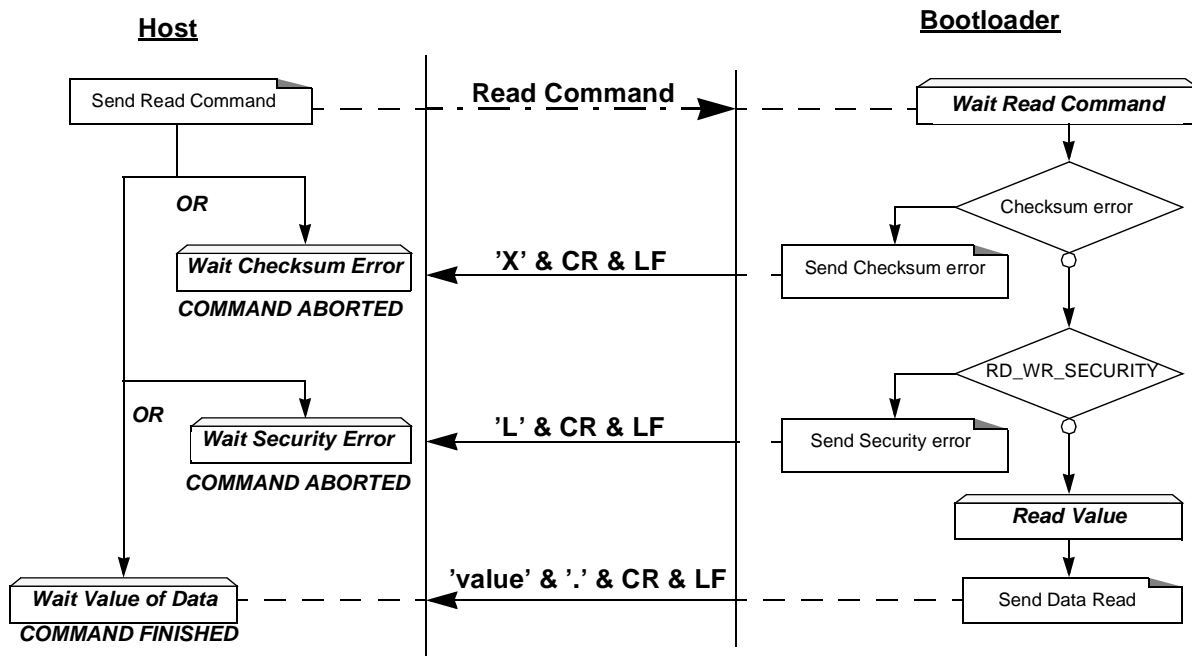 Host
Bootloader
Send Read Command
Read Command
Wait Read Command
OR
Checksum error
Wait Checksum Error
’X’ & CR & LF
Send Checksum error
COMMAND ABORTED
RD_WR_SECURITY
OR
Wait Security Error
’L’ & CR & LF
Send Security error
COMMAND ABORTED
Read Value
’value’ & ’.’ & CR & LF
Wait Value of Data
Send Data Read
COMMAND FINISHED